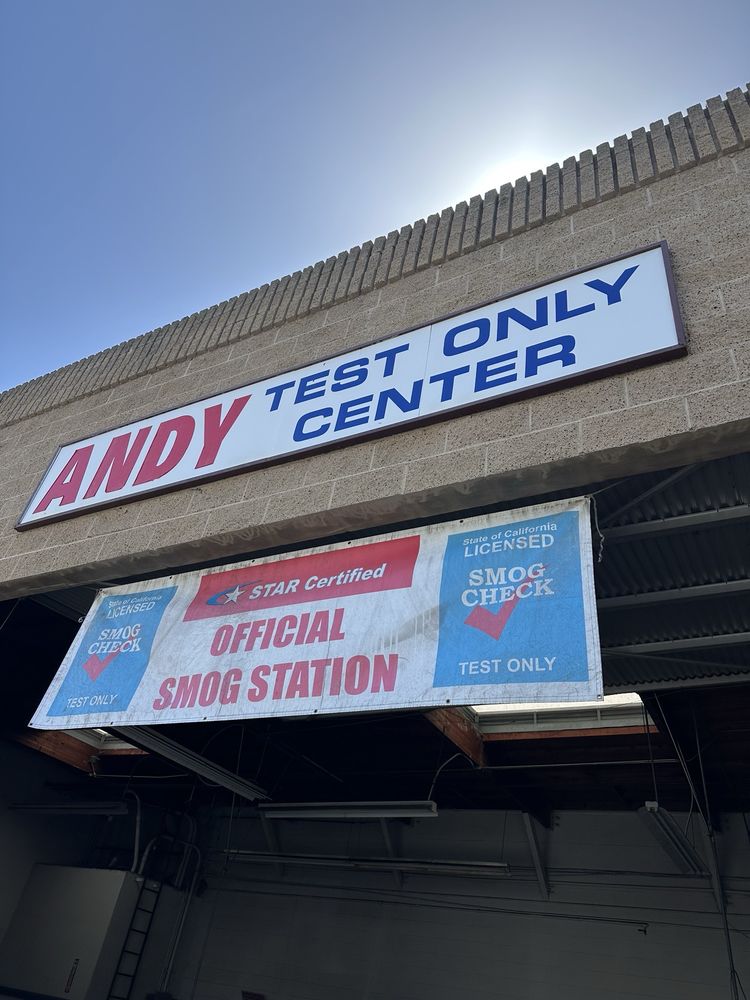 ANDY TEST ONLY
CENTER
State of California
LICENSED
SMOG
CHECK
TEST ONLY
STAR Certified
OFFICIAL
SMOG STATION
State of California
LICENSED
SMOG
CHECK
TEST ONLY